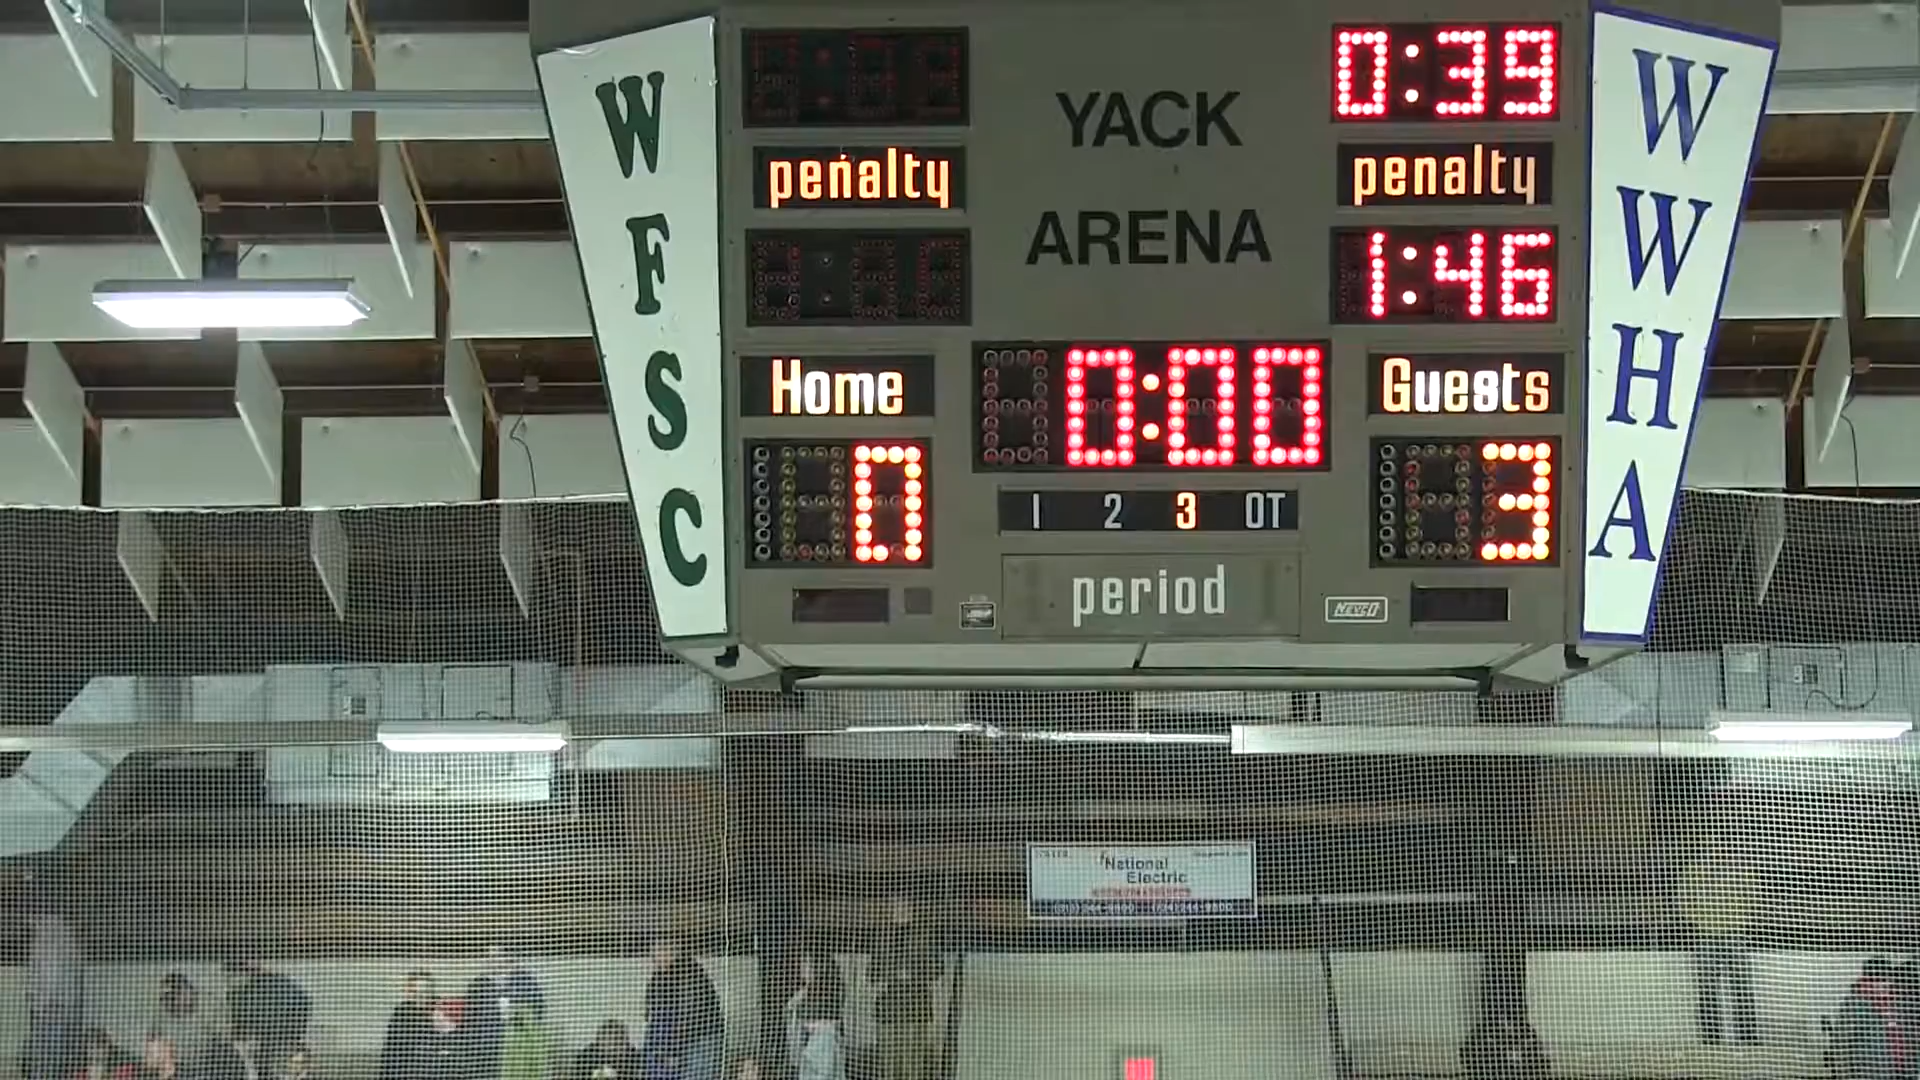 WFSC
YACK
ARENA
0:39
penalty
penalty
1:46
WWHA
Home
0:00
Guests
0
1 2 3 OT
3
period
NEVCO
National
Electric